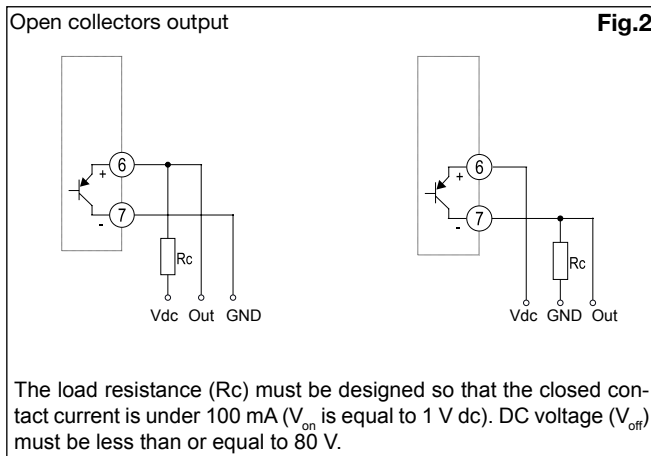 Open collectors output Fig.2
6 6
+ +
7 7
- -
Rc Rc
Vdc Out GND Vdc GND Out
The load resistance (Rc) must be designed so that the closed con-
tact current is under 100 mA (Von is equal to 1 V dc). DC voltage (Voff)
must be less than or equal to 80 V.